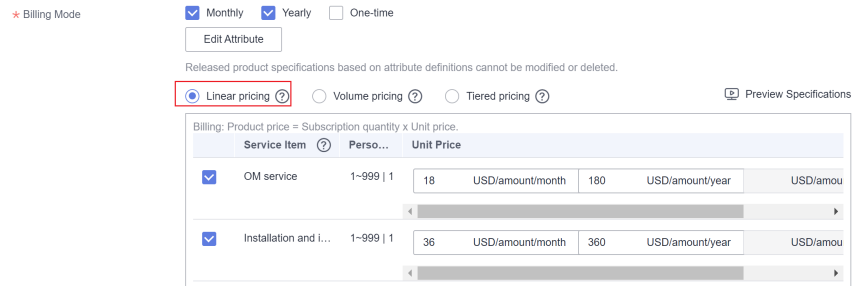 * Billing Mode
Monthly Yearly One-time
Edit Attribute
Released product specifications based on attribute definitions cannot be modified or deleted.
Linear pricing ? Volume pricing ? Tiered pricing ? Preview Specifications
Billing: Product price = Subscription quantity x Unit price.
Service Item ? Perso... Unit Price
OM service 1~999 | 1 18 USD/amount/month 180 USD/amount/year USD/amou
Installation and i... 1~999 | 1 36 USD/amount/month 360 USD/amount/year USD/amou